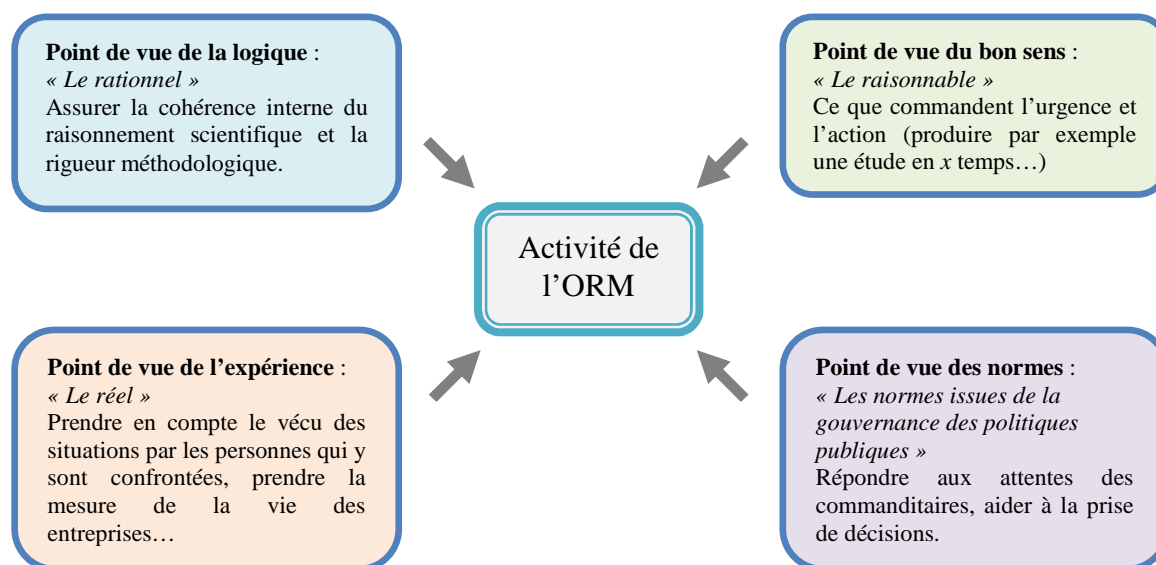 Point de vue de la logique :
« Le rationnel »
Assurer la cohérence interne du
raisonnement scientifique et la
rigueur méthodologique.
Point de vue du bon sens :
« Le raisonnable »
Ce que commandent l’urgence et
l’action (produire par exemple
une étude en x temps…)
Activité de
l’ORM
Point de vue de l’expérience :
« Le réel »
Prendre en compte le vécu des
situations par les personnes qui y
sont confrontées, prendre la
mesure de la vie des
entreprises…
Point de vue des normes :
« Les normes issues de la
gouvernance des politiques
publiques »
Répondre aux attentes des
commanditaires, aider à la prise
de décisions.